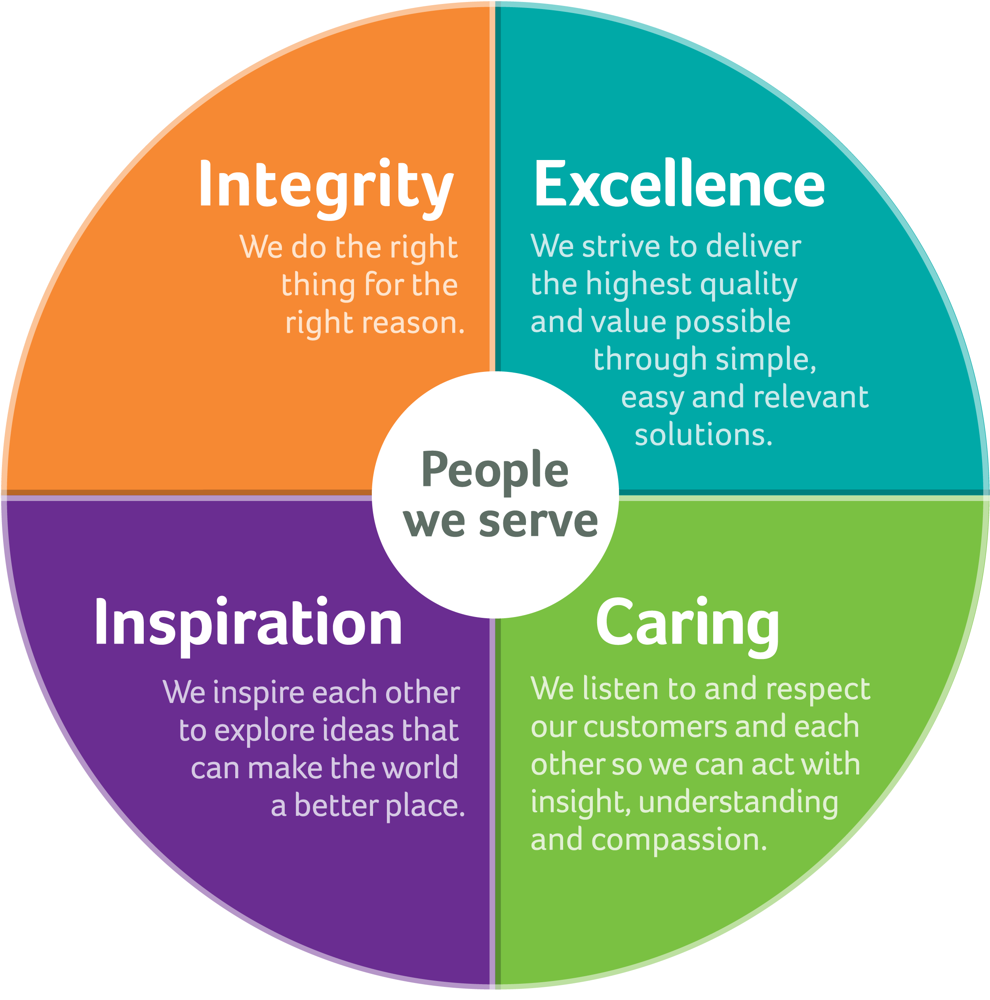 Integrity
We do the right
thing for the
right reason.
Excellence
We strive to deliver
the highest quality
and value possible
through simple,
easy and relevant
solutions.
People
we serve
Inspiration
We inspire each other
to explore ideas that
can make the world
a better place.
Caring
We listen to and respect
our customers and each
other so we can act with
insight, understanding
and compassion.